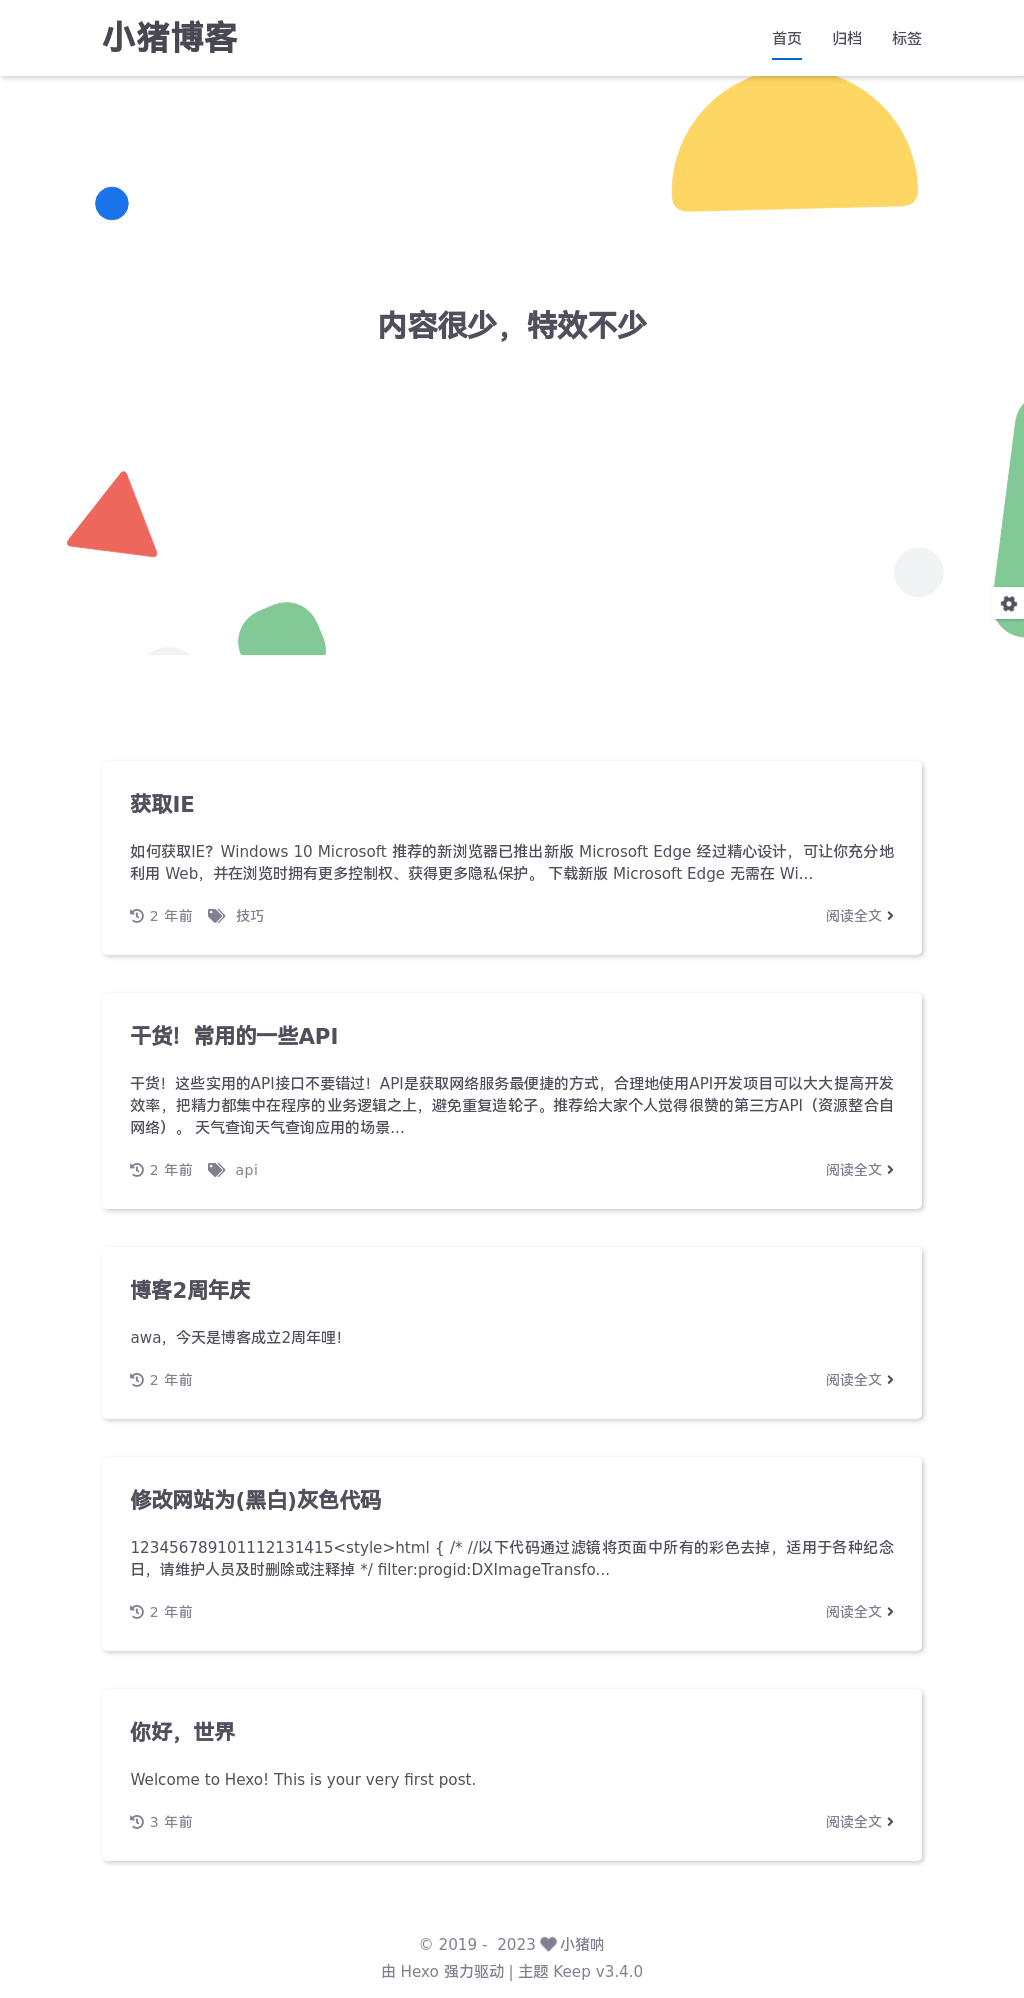 小猪博客
首页 归档 标签
内容很少，特效不少
获取IE
如何获取IE？Windows 10 Microsoft 推荐的新浏览器已推出新版 Microsoft Edge 经过精心设计，可让你充分地
利用 Web，并在浏览时拥有更多控制权、获得更多隐私保护。 下载新版 Microsoft Edge 无需在 Wi...
2 年前 技巧 阅读全文
干货！常用的一些API
干货！这些实用的API接口不要错过！API是获取网络服务最便捷的方式，合理地使用API开发项目可以大大提高开发
效率，把精力都集中在程序的业务逻辑之上，避免重复造轮子。推荐给大家个人觉得很赞的第三方API（资源整合自
网络）。 天气查询天气查询应用的场景...
2 年前 api 阅读全文
博客2周年庆
awa，今天是博客成立2周年哩！
2 年前 阅读全文
修改网站为(黑白)灰色代码
123456789101112131415<style>html { /* //以下代码通过滤镜将页面中所有的彩色去掉，适用于各种纪念
日，请维护人员及时删除或注释掉 */ filter:progid:DXImageTransfo...
2 年前 阅读全文
你好，世界
Welcome to Hexo! This is your very first post.
3 年前 阅读全文
© 2019 - 2023 小猪呐
由 Hexo 强力驱动 | 主题 Keep v3.4.0